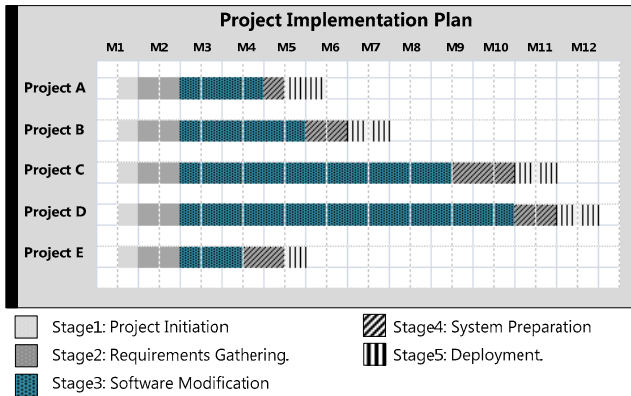 Project Implementation Plan
M1 M2 M3 M4 M5 M6 M7 M8 M9 M10 M11 M12
Project A
Project B
Project C
Project D
Project E
Stage1: Project Initiation
Stage2: Requirements Gathering.
Stage3: Software Modification
Stage4: System Preparation
Stage5: Deployment.